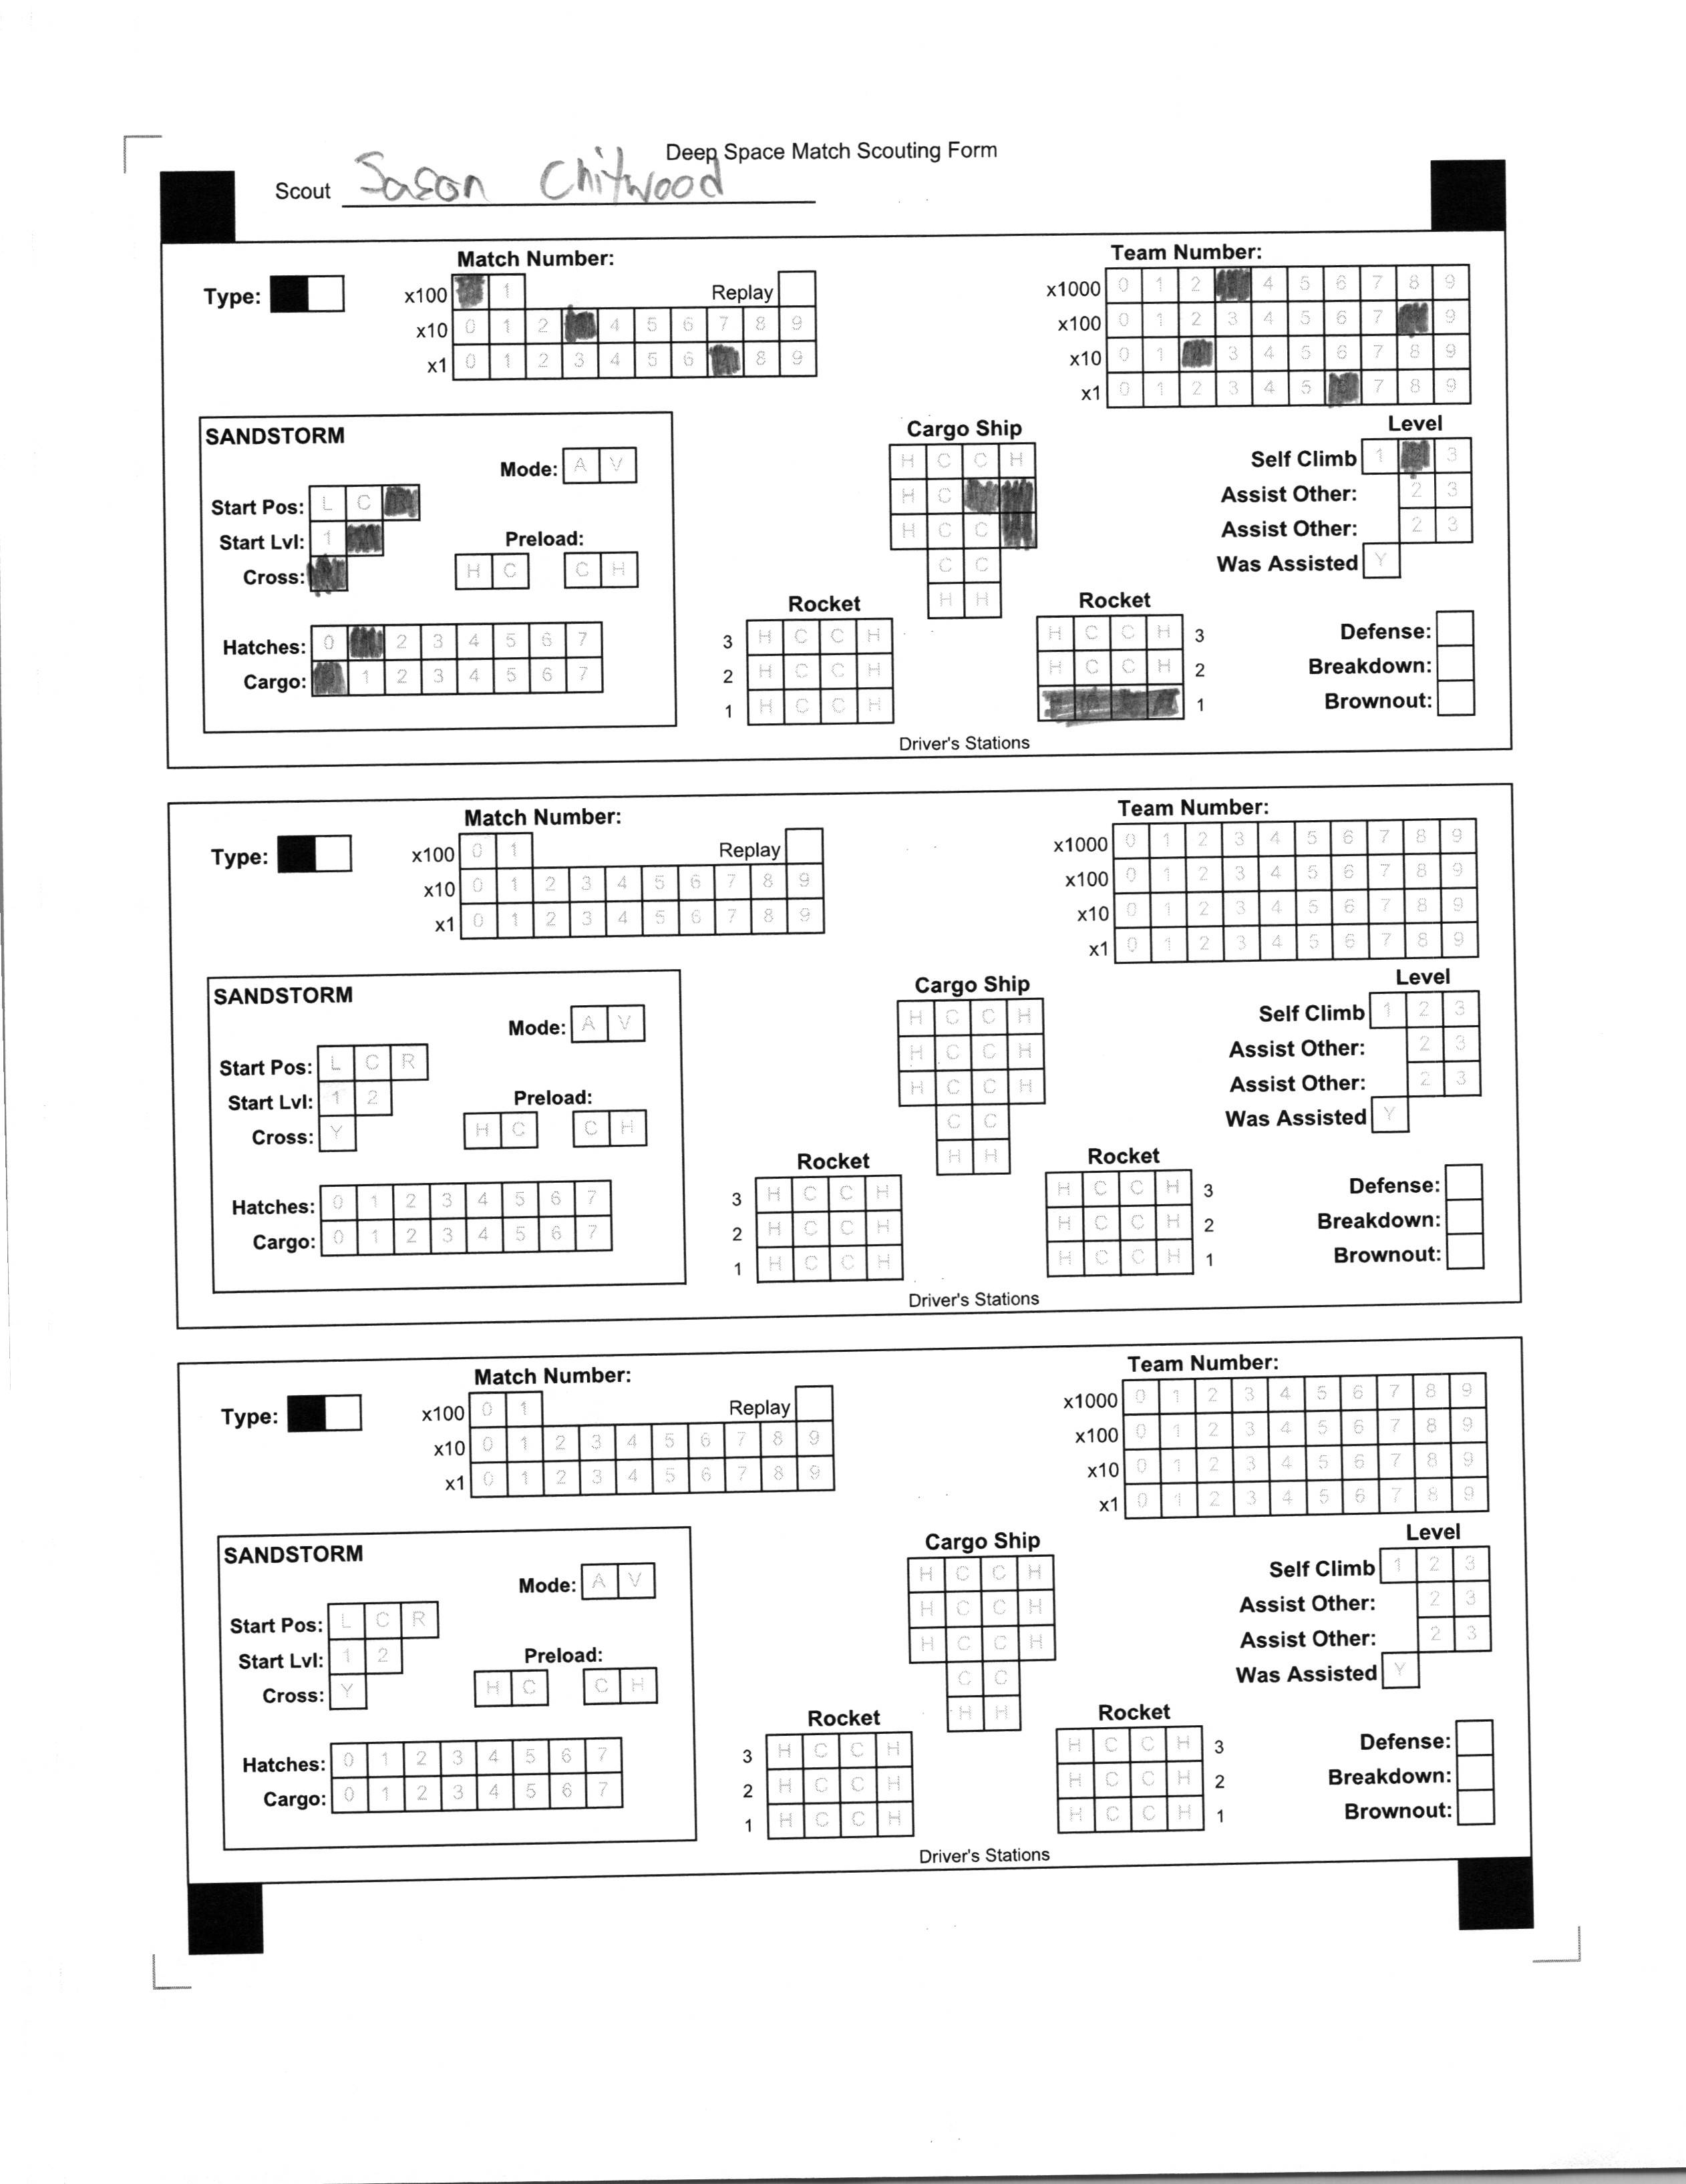 Deep Space Match Scouting Form
Scout Sason Chitwood
Match Number: Team Number:
Type: x100 1 Replay x1000 0 1 2 4 5 6 7 8 9
x10 0 1 2 4 5 6 7 8 9 x100 0 1 2 3 4 5 6 7 9
x1 0 1 2 3 4 5 6 8 9 x10 0 1 3 4 5 6 7 8 9
x1 0 1 2 3 4 5 7 8 9
SANDSTORM Cargo Ship Level
Mode: A V H C C H Self Climb 1 3
Start Pos: L C H C Assist Other: 2 3
Start Lvl: 1 Preload: H C C Assist Other: 2 3
Cross: H C C H C C Was Assisted Y
Rocket H H Rocket
Hatches: 0 2 3 4 5 6 7 3 H C C H H C C H 3 Defense:
Cargo: 1 2 3 4 5 6 7 2 H C C H H C C H 2 Breakdown:
1 H C C H 1 Brownout:
Driver's Stations
Match Number: Team Number:
Type: x100 0 1 Replay x1000 0 1 2 3 4 5 6 7 8 9
x10 0 1 2 3 4 5 6 7 8 9 x100 0 1 2 3 4 5 6 7 8 9
x1 0 1 2 3 4 5 6 7 8 9 x10 0 1 2 3 4 5 6 7 8 9
x1 0 1 2 3 4 5 6 7 8 9
SANDSTORM Cargo Ship Level
Mode: A V H C C H Self Climb 1 2 3
Start Pos: L C R H C C H Assist Other: 2 3
Start Lvl: 1 2 Preload: H C C H Assist Other: 2 3
Cross: Y H C C H C C Was Assisted Y
Rocket H H Rocket
Hatches: 0 1 2 3 4 5 6 7 3 H C C H H C C H 3 Defense:
Cargo: 0 1 2 3 4 5 6 7 2 H C C H H C C H 2 Breakdown:
1 H C C H H C C H 1 Brownout:
Driver's Stations
Match Number: Team Number:
Type: x100 0 1 Replay x1000 0 1 2 3 4 5 6 7 8 9
x10 0 1 2 3 4 5 6 7 8 9 x100 0 1 2 3 4 5 6 7 8 9
x1 0 1 2 3 4 5 6 7 8 9 x10 0 1 2 3 4 5 6 7 8 9
x1 0 1 2 3 4 5 6 7 8 9
SANDSTORM Cargo Ship Level
Mode: A V H C C H Self Climb 1 2 3
Start Pos: L C R H C C H Assist Other: 2 3
Start Lvl: 1 2 Preload: H C C H Assist Other: 2 3
Cross: Y H C C H C C Was Assisted Y
Rocket H H Rocket
Hatches: 0 1 2 3 4 5 6 7 3 H C C H H C C H 3 Defense:
Cargo: 0 1 2 3 4 5 6 7 2 H C C H H C C H 2 Breakdown:
1 H C C H H C C H 1 Brownout:
Driver's Stations